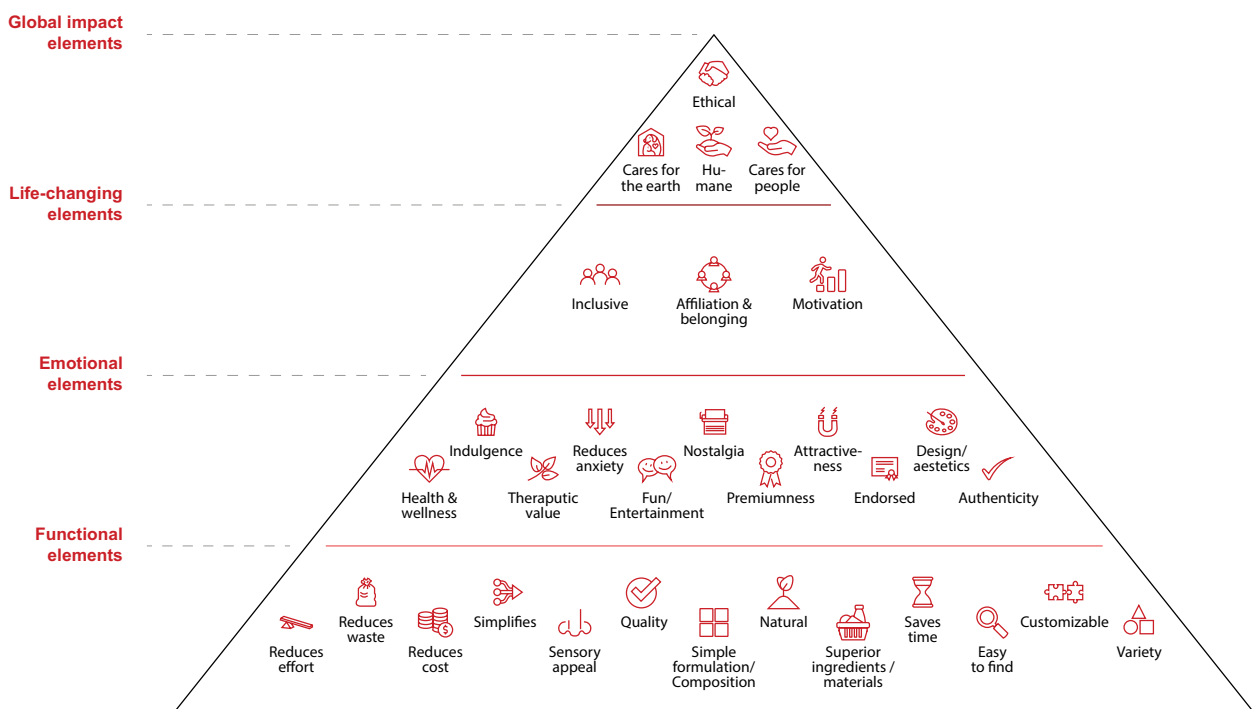 Global impact
elements
Ethical
Cares for
the earth
Hu-
mane
Cares for
people
Life-changing
elements
Inclusive
Affiliation &
belonging
Motivation
Emotional
elements
Indulgence
Reduces
anxiety
Nostalgia
Attractive-
ness
Design/
aestetics
Health &
wellness
Theraputic
value
Fun/
Entertainment
Premiumness
Endorsed
Authenticity
Functional
elements
Reduces
effort
Reduces
waste
Reduces
cost
Simplifies
Sensory
appeal
Quality
Simple
formulation/
Composition
Natural
Superior
ingredients /
materials
Saves
time
Easy
to find
Customizable
Variety